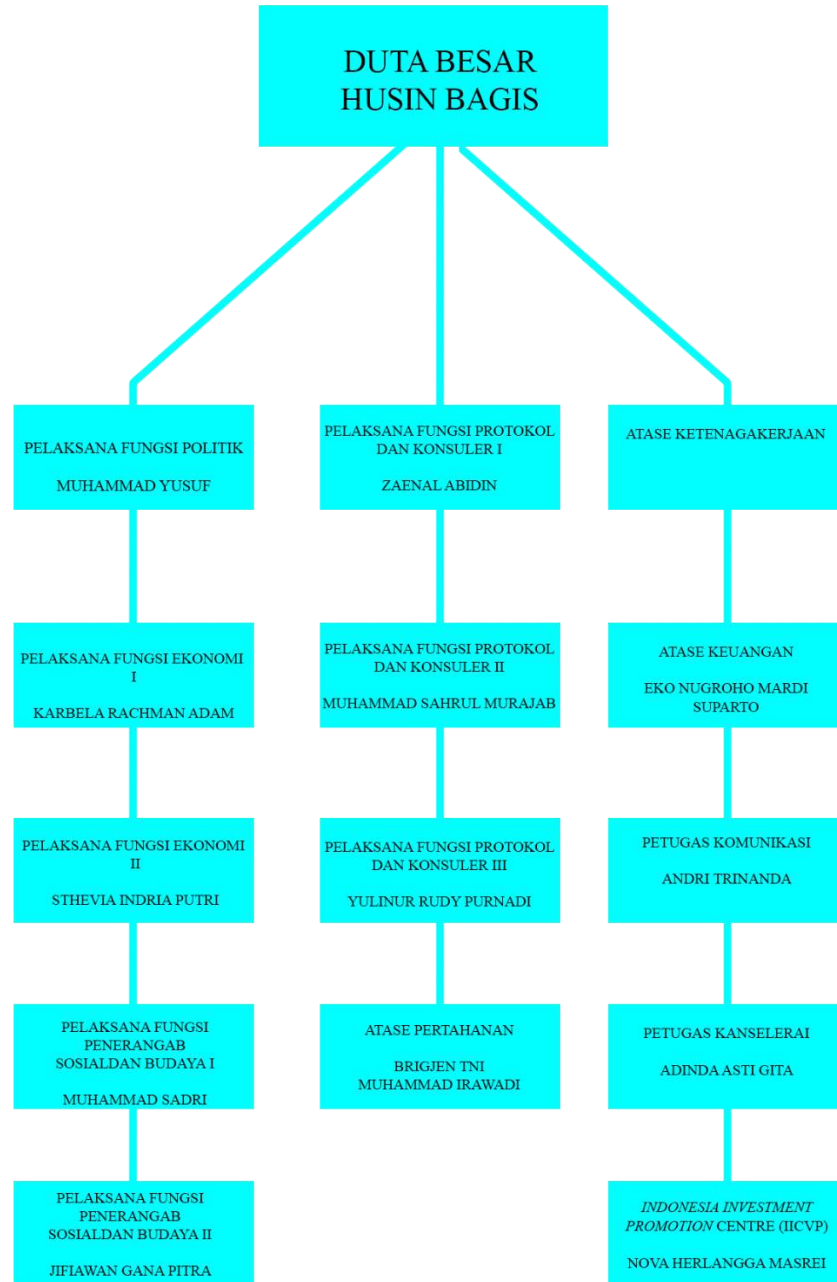 DUTA BESAR
HUSIN BAGIS
PELAKSANA FUNGSI POLITIK
MUHAMMAD YUSUF
PELAKSANA FUNGSI PROTOKOL
DAN KONSULER I
ZAENAL ABIDIN
ATASE KETENAGAKERJAAN
PELAKSANA FUNGSI EKONOMI
I
KARBELA RACHMAN ADAM
PELAKSANA FUNGSI PROTOKOL
DAN KONSULER II
MUHAMMAD SAHRUL MURAJAB
ATASE KEUANGAN
EKO NUGROHO MARDI
SUPARTO
PELAKSANA FUNGSI EKONOMI
II
STHEVIA INDRIA PUTRI
PELAKSANA FUNGSI PROTOKOL
DAN KONSULER III
YULINUR RUDY PURNADI
PETUGAS KOMUNIKASI
ANDRI TRINANDA
PELAKSANA FUNGSI
PENERANGAB
SOSIALDAN BUDAYA I
MUHAMMAD SADRI
ATASE PERTAHANAN
BRIGJEN TNI
MUHAMMAD IRAWADI
PETUGAS KANSELERAI
ADINDA ASTI GITA
PELAKSANA FUNGSI
PENERANGAB
SOSIALDAN BUDAYA II
JIFIAWAN GANA PITRA
INDONESIA INVESTMENT
PROMOTION CENTRE (IICVP)
NOVA HERLANGGA MASREI